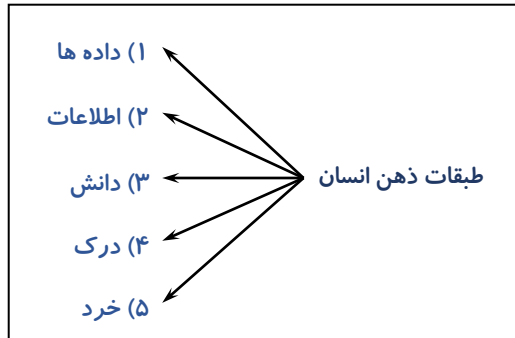 طبقات ذهن انسان
۱) داده ها
۲) اطلاعات
۳) دانش
۴) درک
۵) خرد